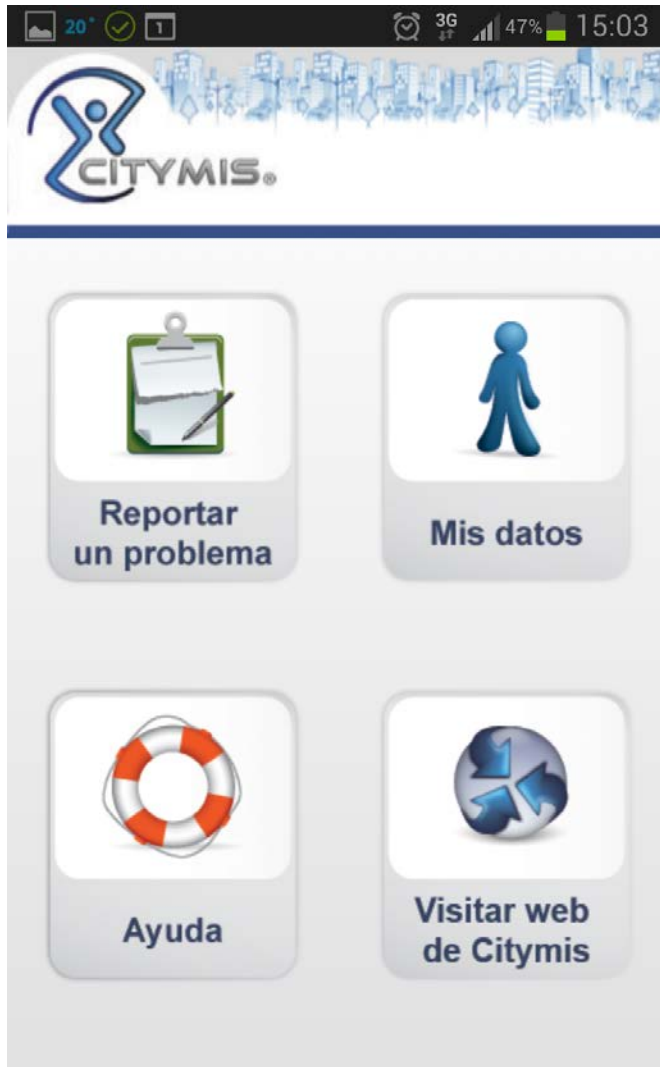 20°
1
3G
47%
15:03
CITYMIS®
Reportar
un problema
Mis datos
Ayuda
Visitar web
de Citymis